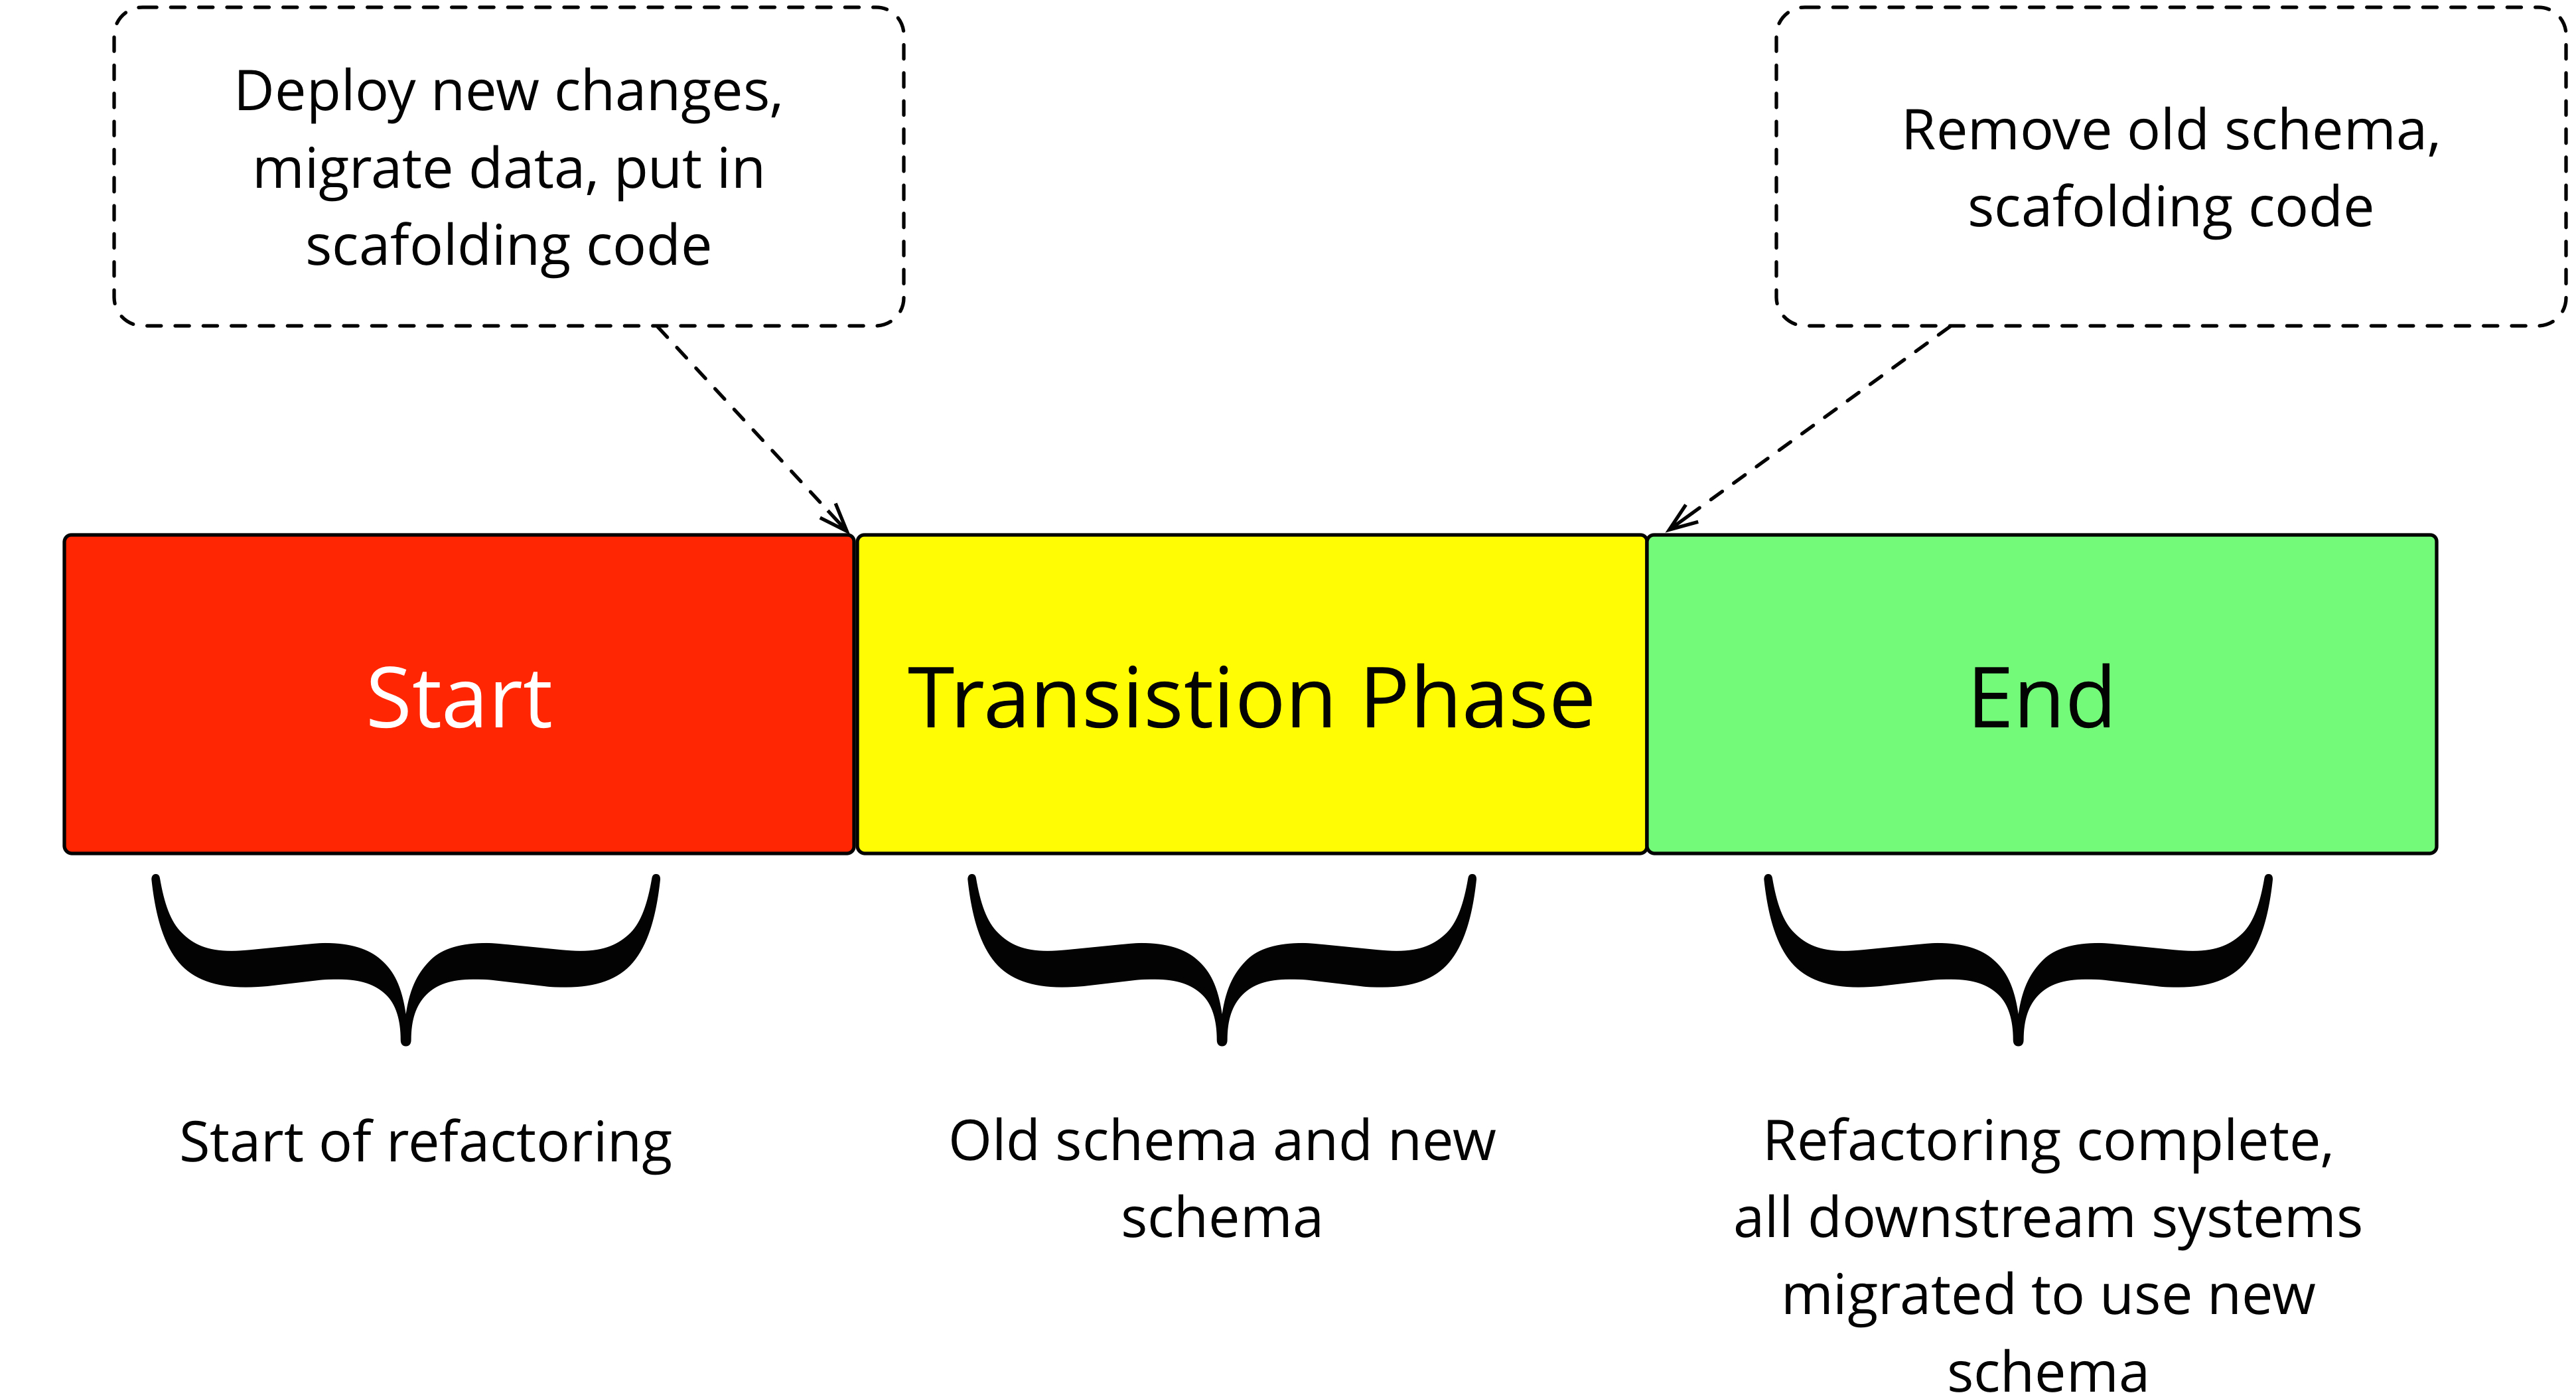 Deploy new changes,
migrate data, put in
scafolding code
Remove old schema,
scafolding code
Start
Transistion Phase
End
Start of refactoring
Old schema and new
schema
Refactoring complete,
all downstream systems
migrated to use new
schema